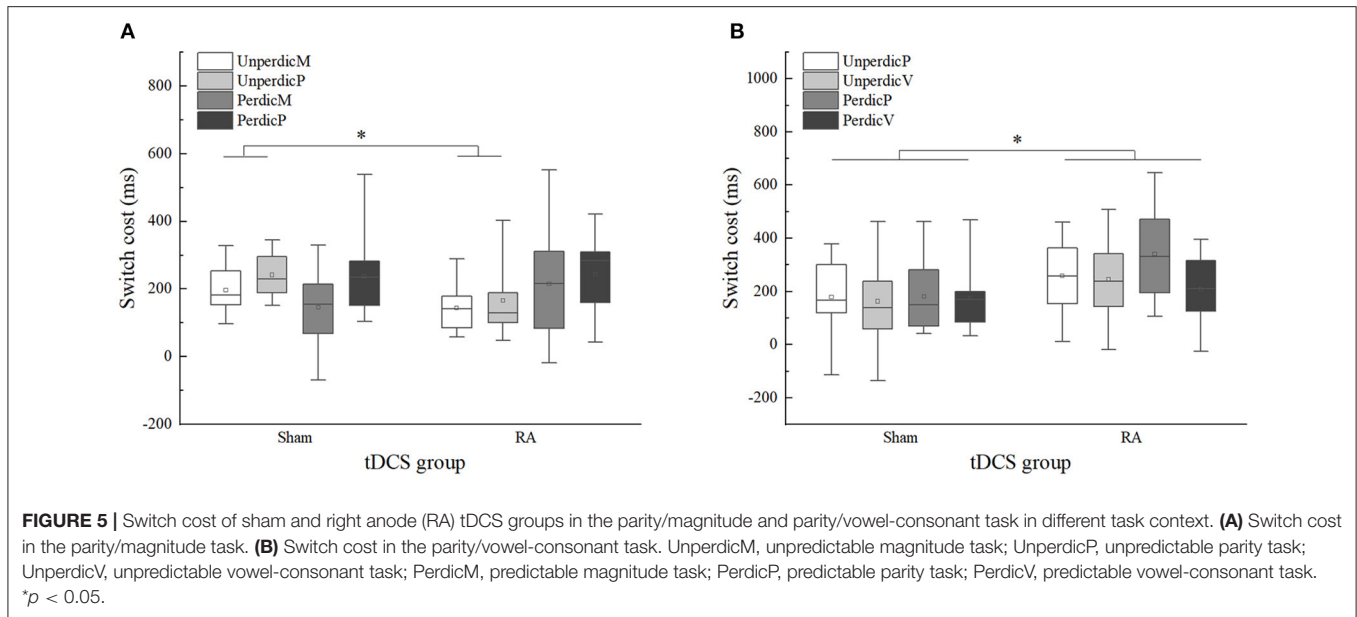 A
UnperdicM
UnperdicP
PerdicM
PerdicP
*
800
600
400
200
0
-200
Switch cost (ms)
Sham
RA
tDCS group
B
UnperdicP
UnperdicV
PerdicP
PerdicV
*
1000
800
600
400
200
0
-200
Switch cost (ms)
Sham
RA
tDCS group
FIGURE 5 | Switch cost of sham and right anode (RA) tDCS groups in the parity/magnitude and parity/vowel-consonant task in different task context. (A) Switch cost
in the parity/magnitude task. (B) Switch cost in the parity/vowel-consonant task. UnperdicM, unpredictable magnitude task; UnperdicP, unpredictable parity task;
UnperdicV, unpredictable vowel-consonant task; PerdicM, predictable magnitude task; PerdicP, predictable parity task; PerdicV, predictable vowel-consonant task.
*p < 0.05.